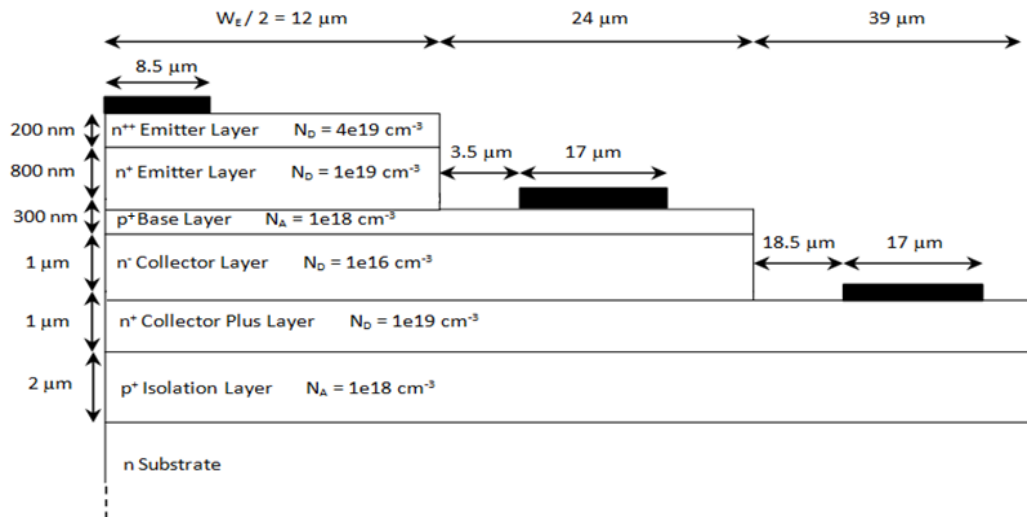 W_E / 2 = 12 μm
24 μm
39 μm
8.5 μm
200 nm
n⁺⁺ Emitter Layer N_D = 4e19 cm⁻³
800 nm
n⁺ Emitter Layer N_D = 1e19 cm⁻³
3.5 μm
17 μm
300 nm
p⁺Base Layer N_A = 1e18 cm⁻³
18.5 μm
17 μm
1 μm
n⁻ Collector Layer N_D = 1e16 cm⁻³
1 μm
n⁺ Collector Plus Layer N_D = 1e19 cm⁻³
2 μm
p⁺ Isolation Layer N_A = 1e18 cm⁻³
n Substrate